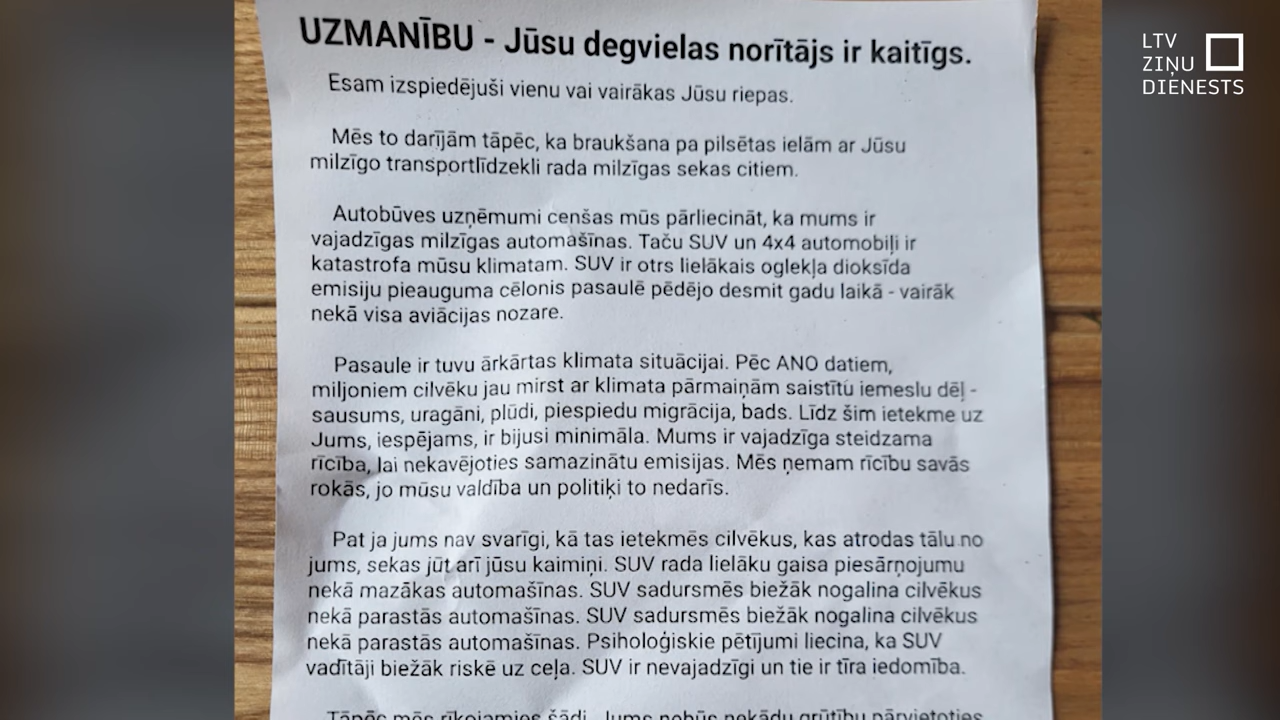 UZMANĪBU - Jūsu degvielas norītājs ir kaitīgs.
Esam izspiedējuši vienu vai vairākas Jūsu riepas.
Mēs to darījām tāpēc, ka braukšana pa pilsētas ielām ar Jūsu
milzīgo transportlīdzekli rada milzīgas sekas citiem.
Autobūves uzņēmumi cenšas mūs pārliecināt, ka mums ir
vajadzīgas milzīgas automašīnas. Taču SUV un 4x4 automobiļi ir
katastrofa mūsu klimatam. SUV ir otrs lielākais oglekļa dioksīda
emisiju pieauguma cēlonis pasaulē pēdējo desmit gadu laikā - vairāk
nekā visa aviācijas nozare.
Pasaule ir tuvu ārkārtas klimata situācijai. Pēc ANO datiem,
miljoniem cilvēku jau mirst ar klimata pārmaiņām saistītu iemeslu dēļ -
sausums, uragāni, plūdi, piespiedu migrācija, bads. Līdz šim ietekme uz
Jums, iespējams, ir bijusi minimāla. Mums ir vajadzīga steidzama
rīcība, lai nekavējoties samazinātu emisijas. Mēs ņemam rīcību savās
rokās, jo mūsu valdība un politiķi to nedarīs.
Pat ja jums nav svarīgi, kā tas ietekmēs cilvēkus, kas atrodas tālu no
jums, sekas jūt arī jūsu kaimiņi. SUV rada lielāku gaisa piesārņojumu
nekā mazākas automašīnas. SUV sadursmēs biežāk nogalina cilvēkus
nekā parastās automašīnas. SUV sadursmēs biežāk nogalina cilvēkus
nekā parastās automašīnas. Psiholoģiskie pētījumi liecina, ka SUV
vadītāji biežāk riskē uz ceļa. SUV ir nevajadzīgi un tie ir tīra iedomība.
Tāpēc mēs rīkojamies šādi. Jums nebūs nekādu grūtību pārvietoties
LTV
ZIŅU
DIENESTS